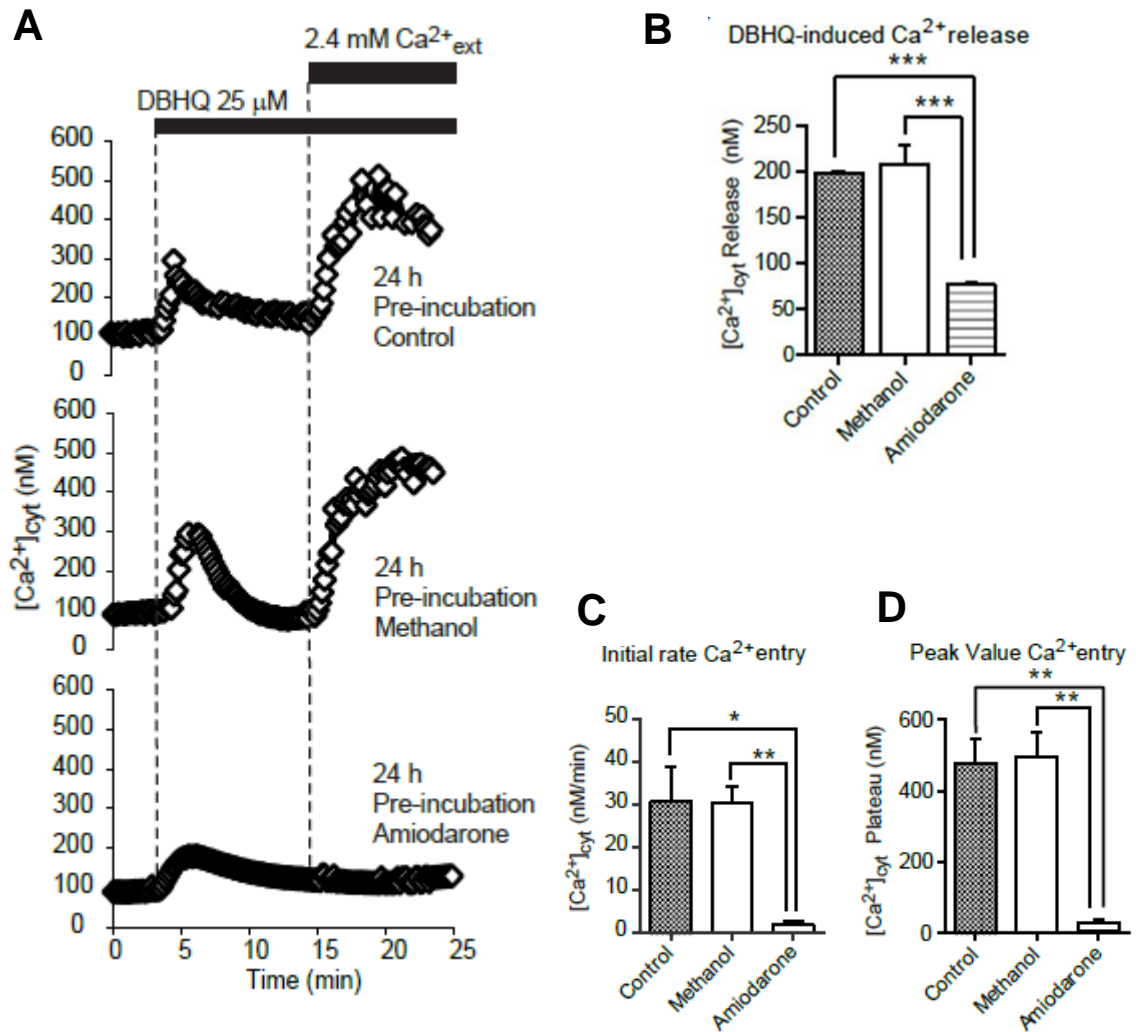 A
2.4 mM Ca2+ext
DBHQ 25 μM
600
500
400
300
200
100
0
24 h
Pre-incubation
Control
[Ca2+]cyt (nM)
600
500
400
300
200
100
0
24 h
Pre-incubation
Methanol
600
500
400
300
200
100
0
24 h
Pre-incubation
Amiodarone
0 5 10 15 20 25
Time (min)
B
DBHQ-induced Ca2+ release
***
***
[Ca2+]cyt Release (nM)
250
200
150
100
50
0
Control
Methanol
Amiodarone
C
Initial rate Ca2+ entry
*
**
[Ca2+]cyt (nM/min)
50
40
30
20
10
0
Control
Methanol
Amiodarone
D
Peak Value Ca2+ entry
**
**
[Ca2+]cyt Plateau (nM)
600
400
200
0
Control
Methanol
Amiodarone